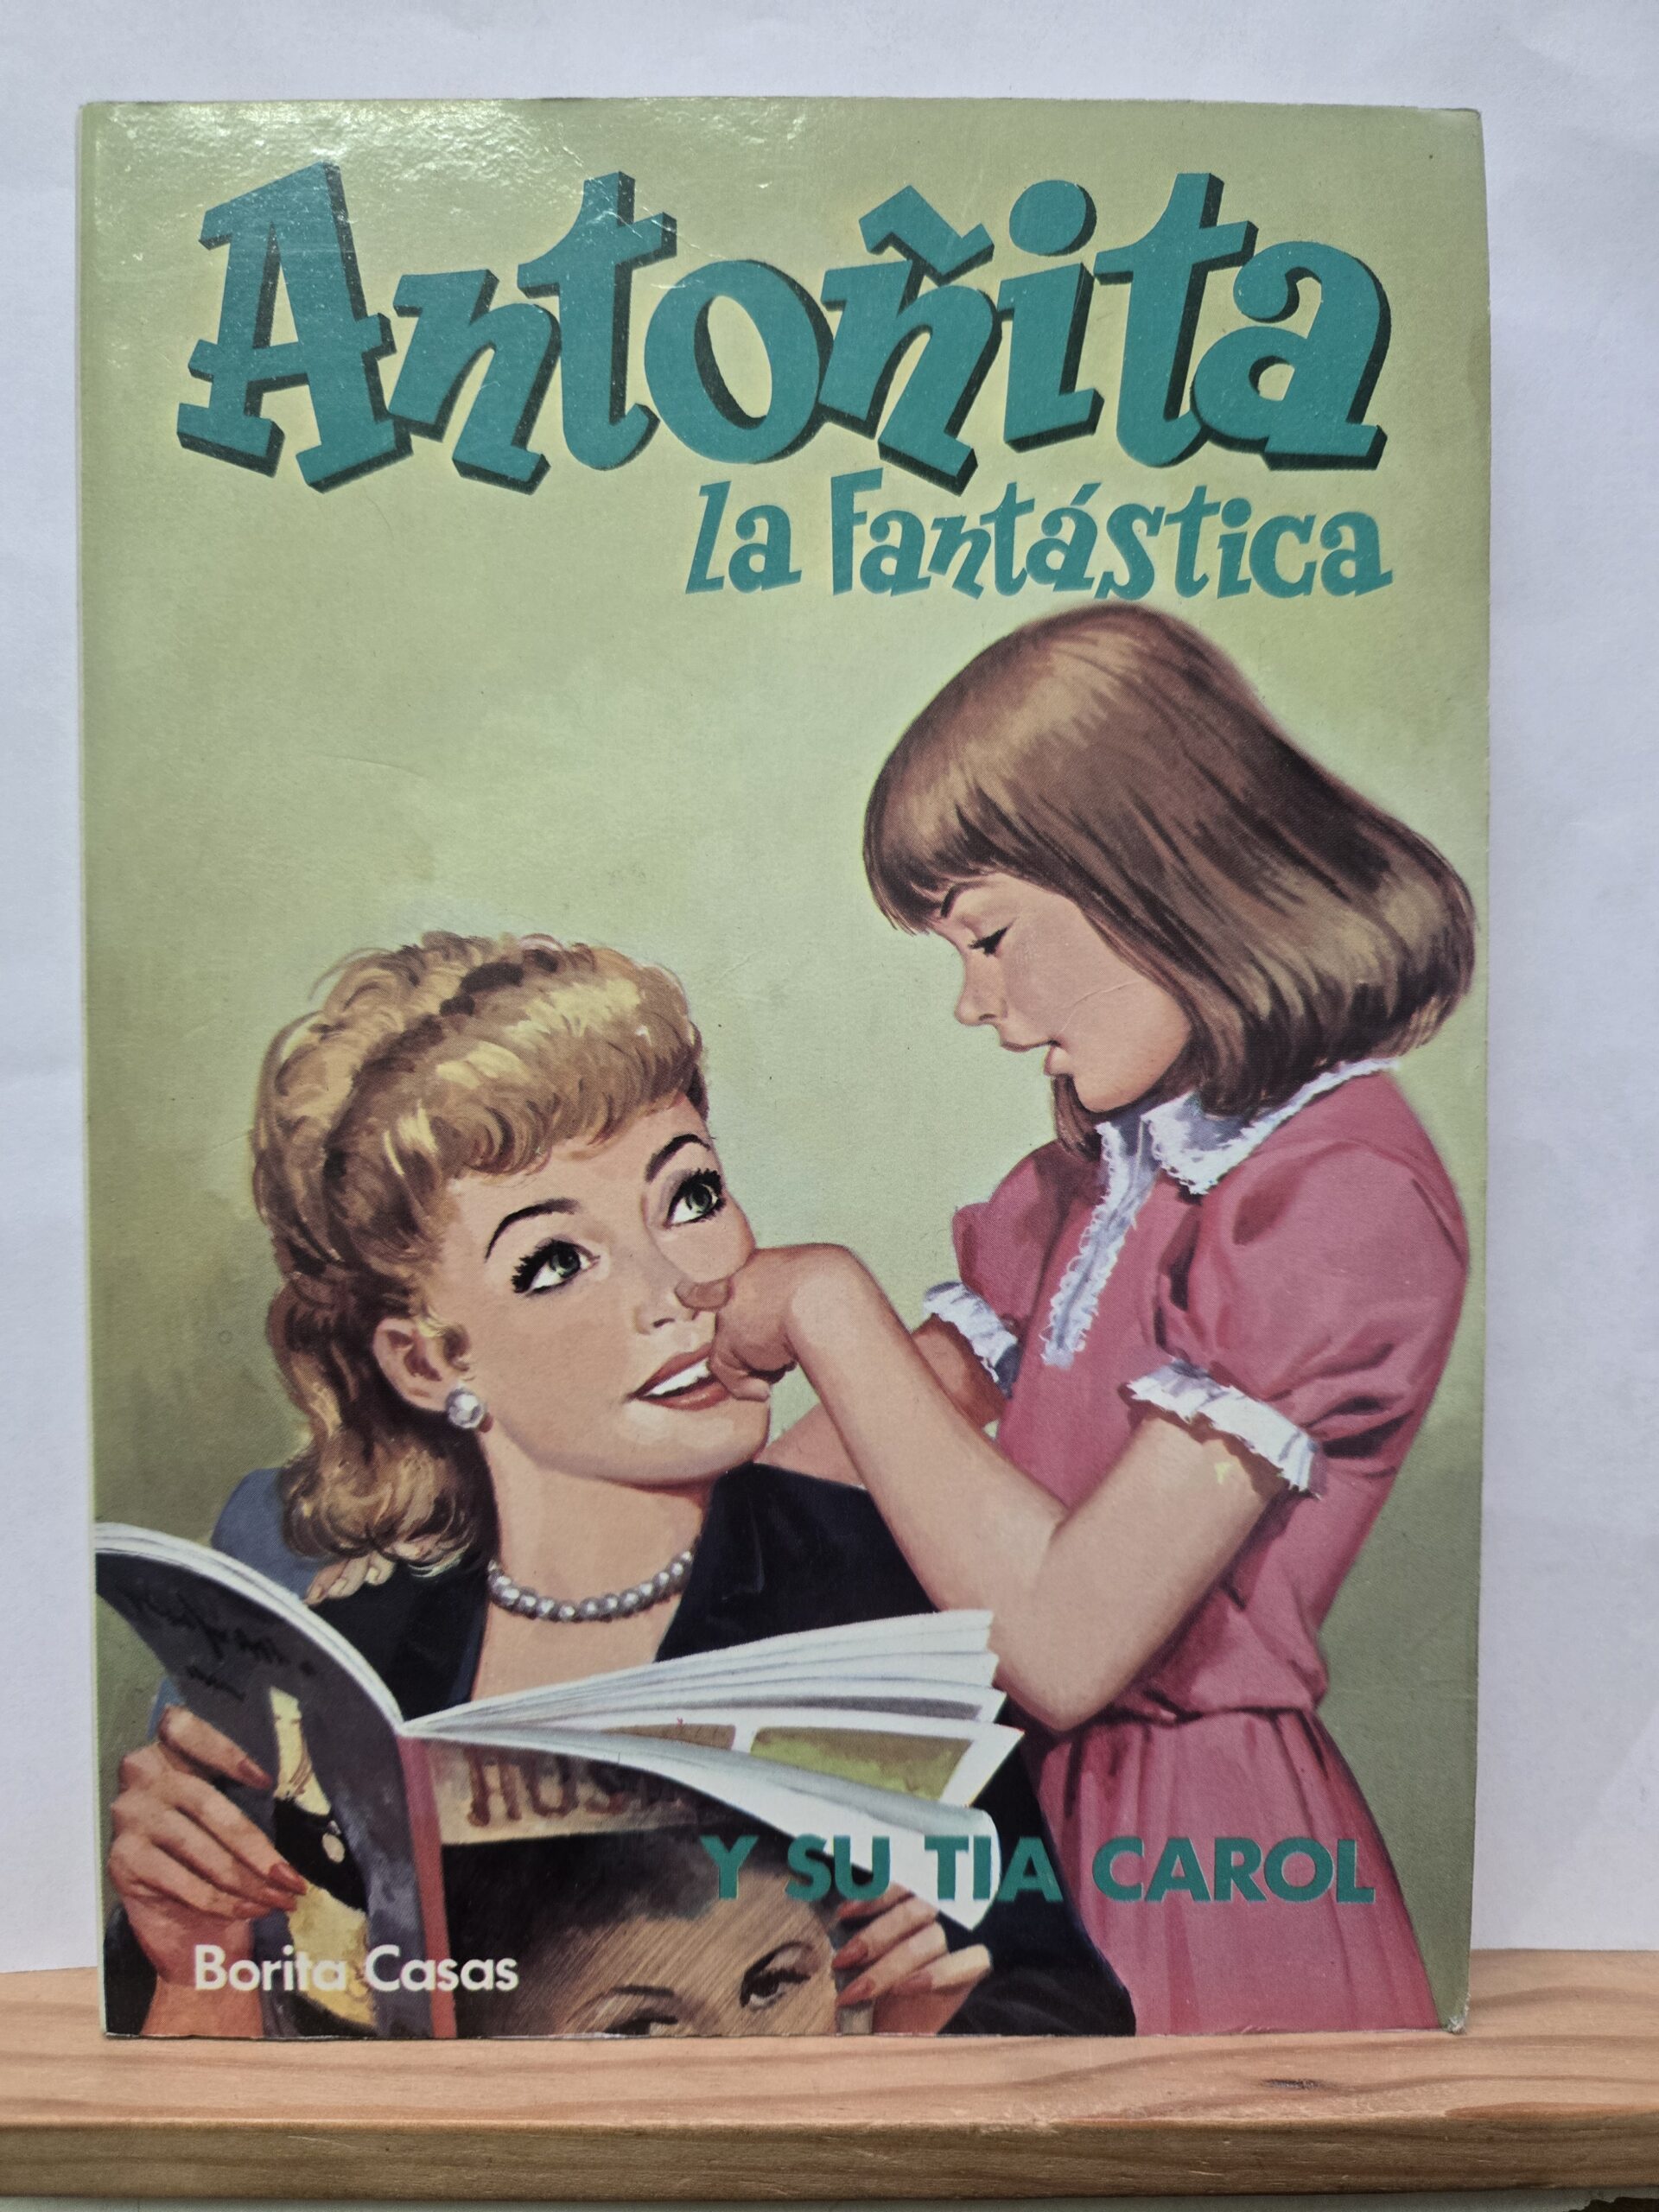 Antoñita
la Fantástica
Y SU TIA CAROL
Borita Casas